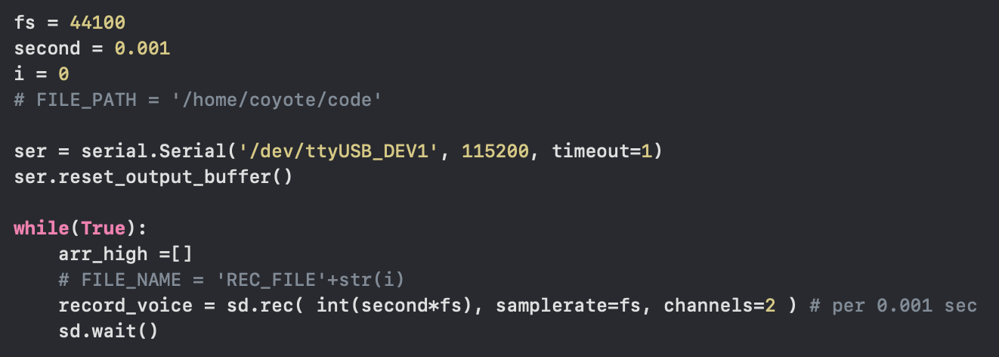 fs = 44100
second = 0.001
i = 0
# FILE_PATH = '/home/coyote/code'
ser = serial.Serial('/dev/ttyUSB_DEV1', 115200, timeout=1)
ser.reset_output_buffer()
while(True):
    arr_high =[]
    # FILE_NAME = 'REC_FILE'+str(i)
    record_voice = sd.rec( int(second*fs), samplerate=fs, channels=2 ) # per 0.001 sec
    sd.wait()